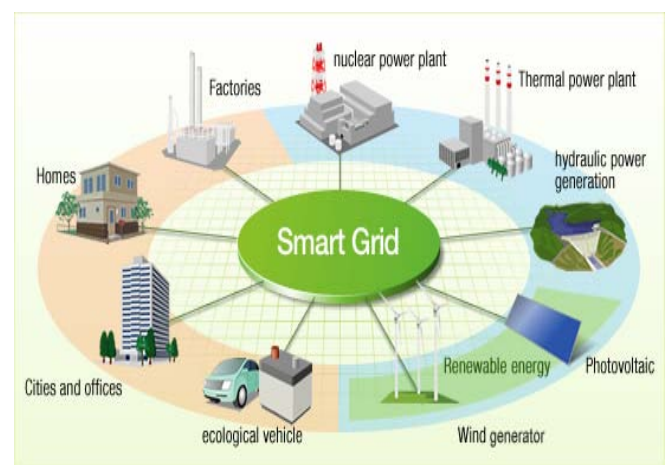 nuclear power plant
Factories
Thermal power plant
Homes
hydraulic power
generation
Smart Grid
Renewable energy
Photovoltaic
Cities and offices
ecological vehicle
Wind generator